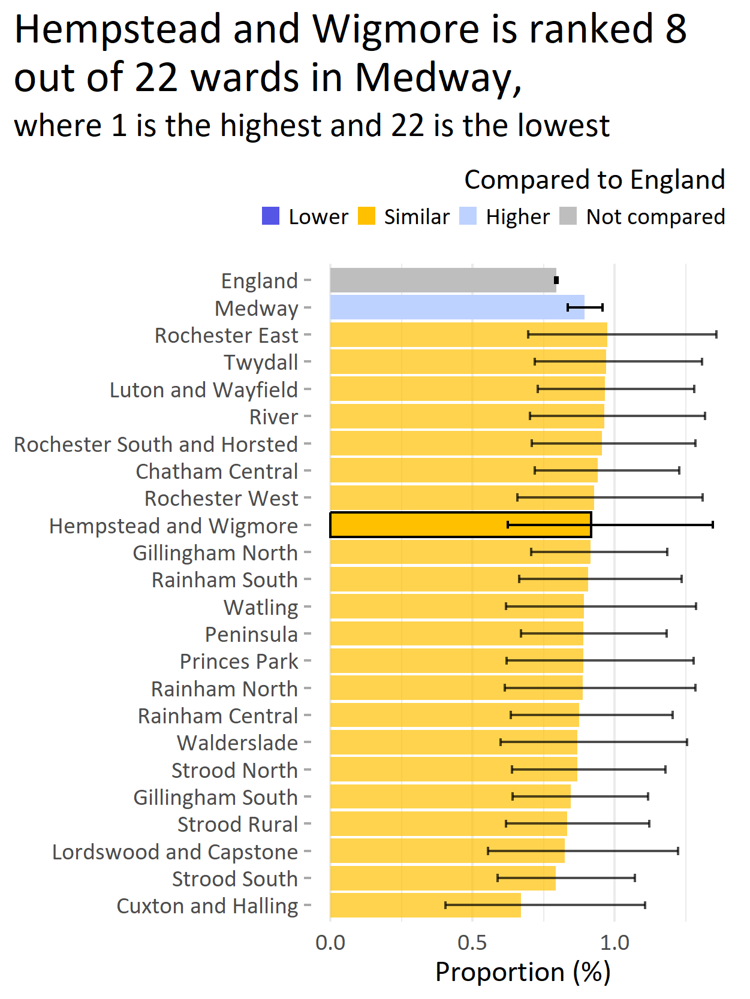 Hempstead and Wigmore is ranked 8
out of 22 wards in Medway,
where 1 is the highest and 22 is the lowest
Compared to England
Lower Similar Higher Not compared
England
Medway
Rochester East
Twydall
Luton and Wayfield
River
Rochester South and Horsted
Chatham Central
Rochester West
Hempstead and Wigmore
Gillingham North
Rainham South
Watling
Peninsula
Princes Park
Rainham North
Rainham Central
Walderslade
Strood North
Gillingham South
Strood Rural
Lordswood and Capstone
Strood South
Cuxton and Halling
0.0 0.5 1.0
Proportion (%)